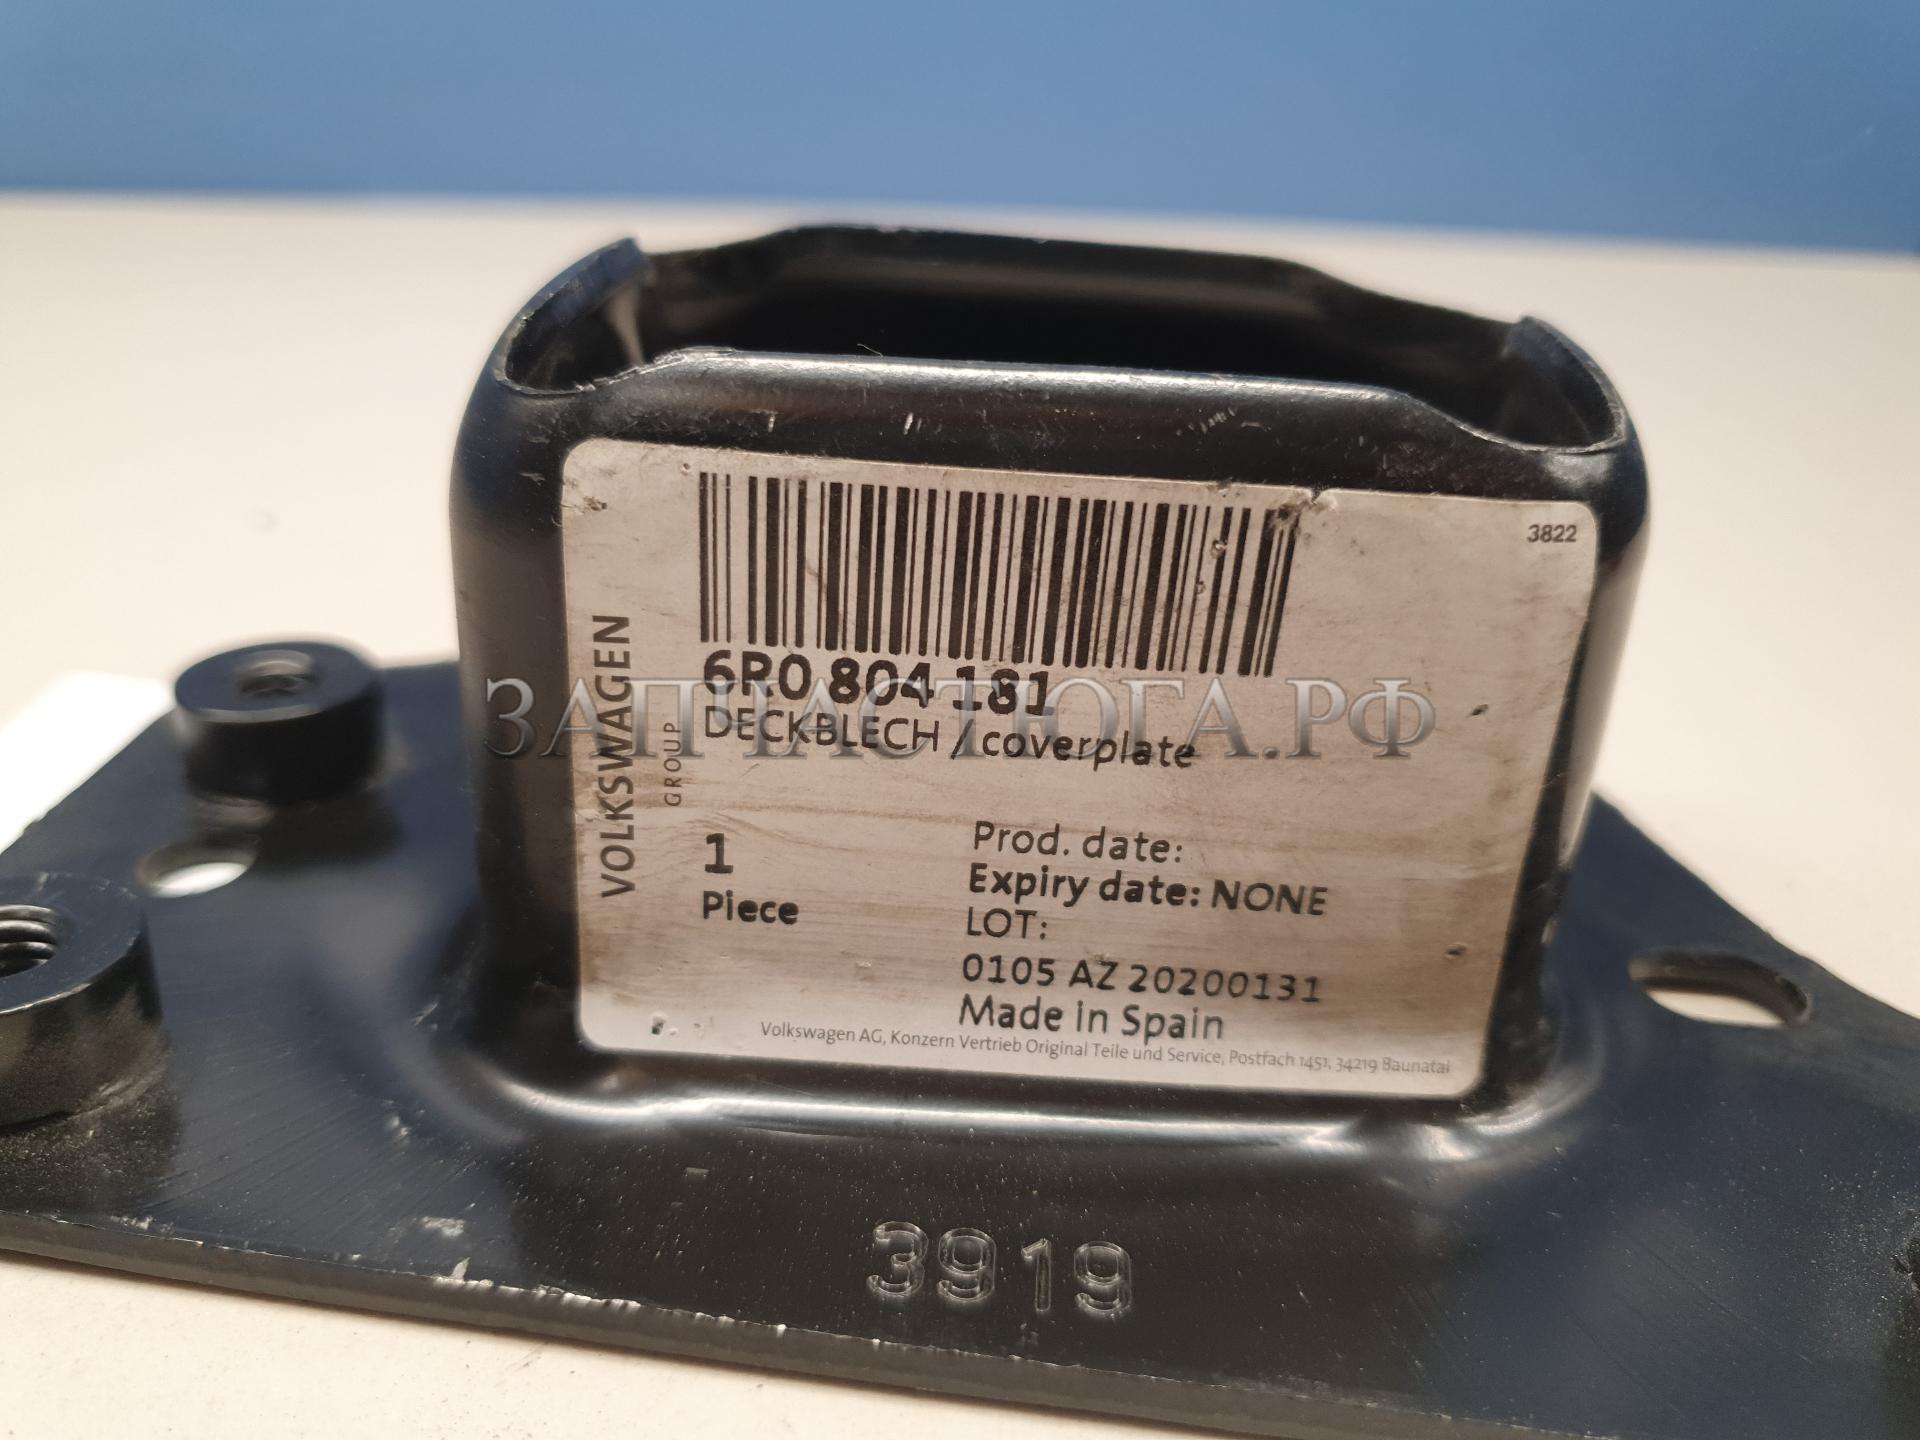 3822
VOLKSWAGEN
GROUP
6R0 804 181
DECKBLECH / coverplate
ЗАПЧАСТЮГА.РФ
1
Piece
Prod. date:
Expiry date: NONE
LOT:
0105 AZ 20200131
Made in Spain
Volkswagen AG, Konzern Vertrieb Original Teile und Service, Postfach 1451, 34219 Baunatal
3919